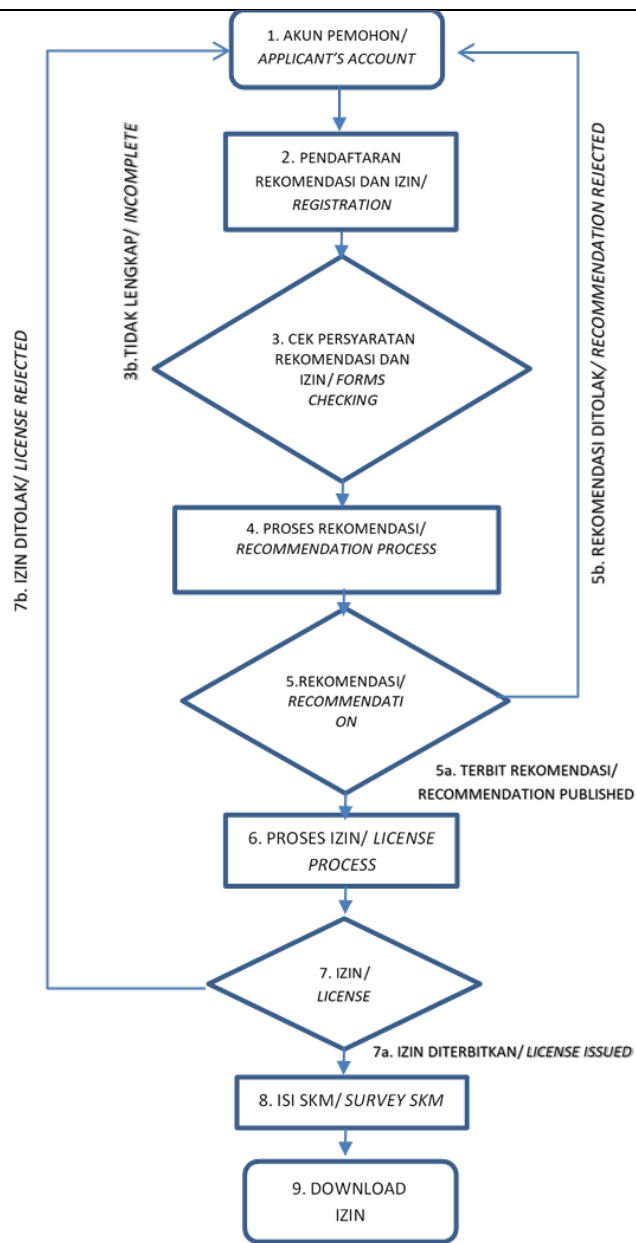 1. AKUN PEMOHON/
APPLICANT'S ACCOUNT
2. PENDAFTARAN
REKOMENDASI DAN IZIN/
REGISTRATION
3b.TIDAK LENGKAP/ INCOMPLETE
3. CEK PERSYARATAN
REKOMENDASI DAN
IZIN/ FORMS
CHECKING
7b. IZIN DITOLAK/ LICENSE REJECTED
5b. REKOMENDASI DITOLAK/ RECOMMENDATION REJECTED
4. PROSES REKOMENDASI/
RECOMMENDATION PROCESS
5.REKOMENDASI/
RECOMMENDATI
ON
5a. TERBIT REKOMENDASI/
RECOMMENDATION PUBLISHED
6. PROSES IZIN/ LICENSE
PROCESS
7. IZIN/
LICENSE
7a. IZIN DITERBITKAN/ LICENSE ISSUED
8. ISI SKM/ SURVEY SKM
9. DOWNLOAD
IZIN